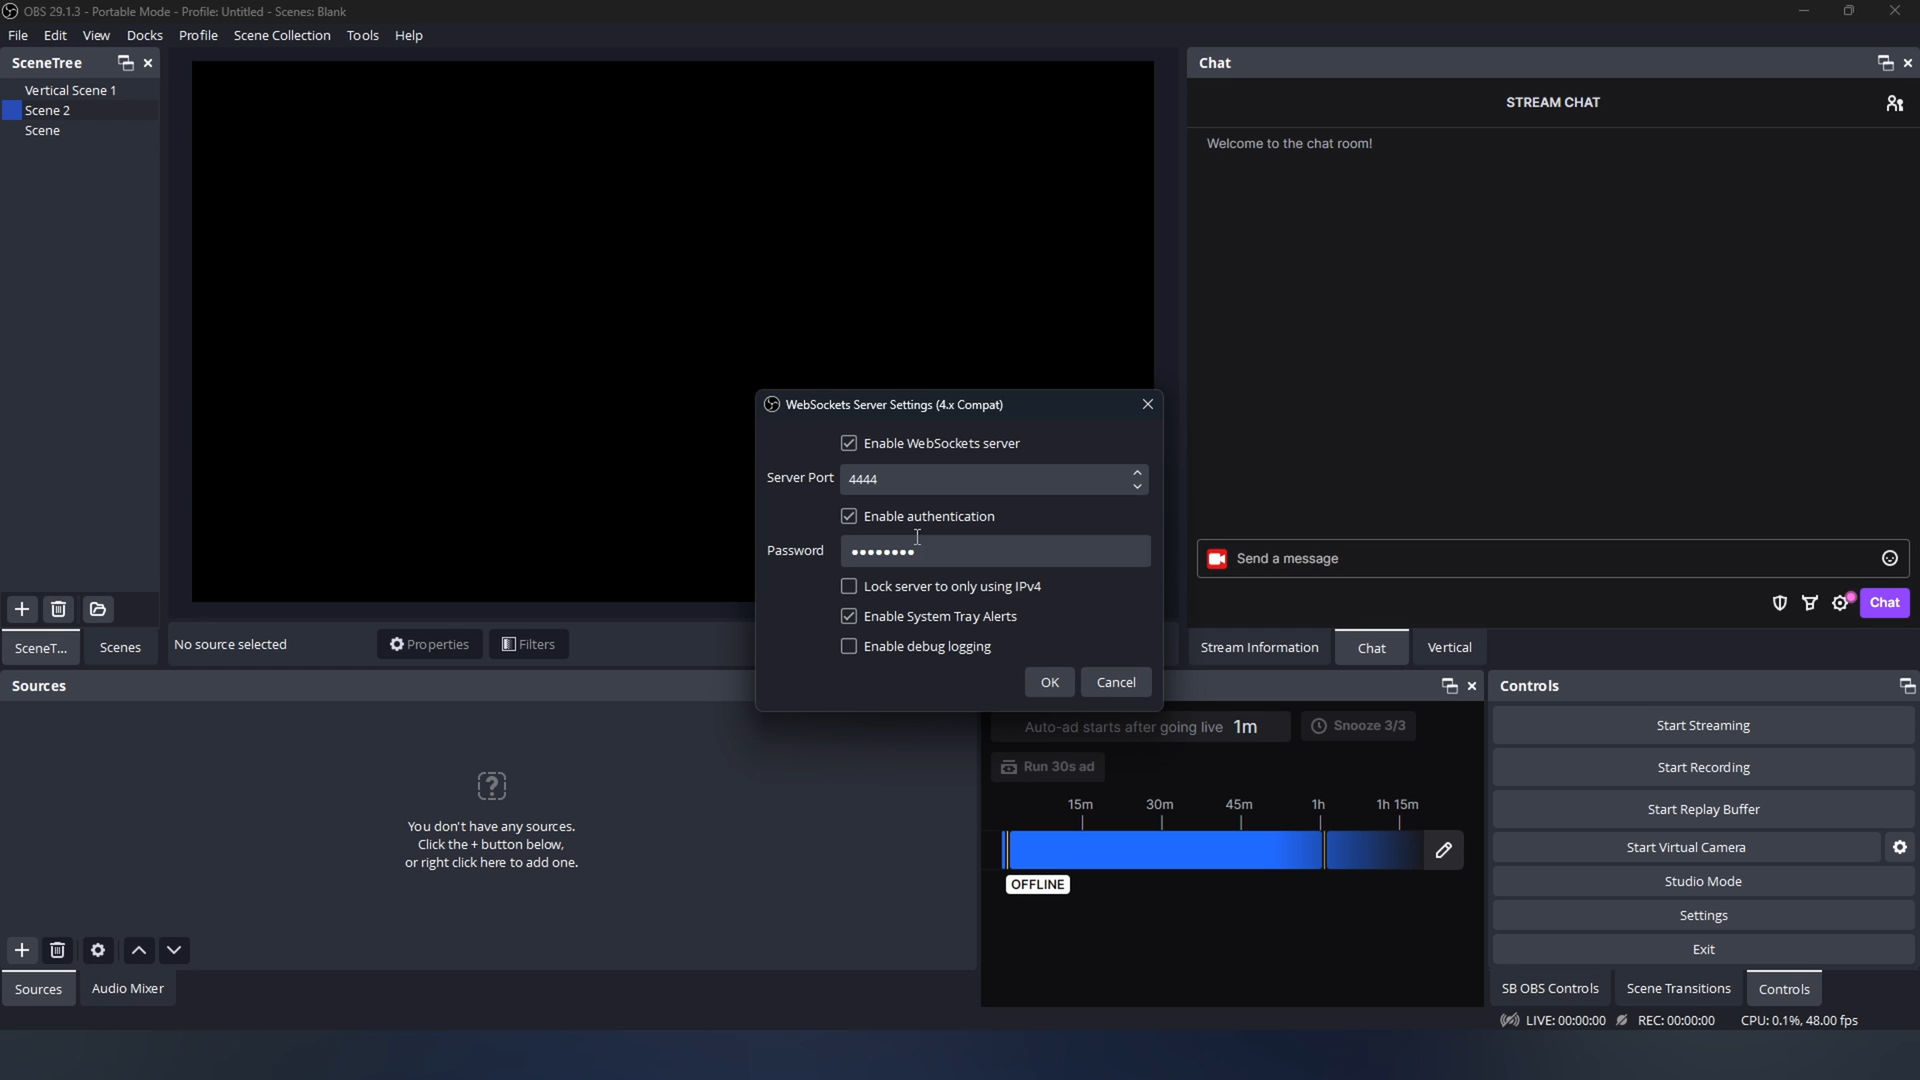 OBS 29.1.3 - Portable Mode - Profile: Untitled - Scenes: Blank
File Edit View Docks Profile Scene Collection Tools Help
SceneTree
Vertical Scene 1
Scene 2
Scene
Chat
STREAM CHAT
Welcome to the chat room!
WebSockets Server Settings (4.x Compat)
Enable WebSockets server
Server Port 4444
Enable authentication
Password ••••••••
Lock server to only using IPv4
Enable System Tray Alerts
Enable debug logging
OK Cancel
Send a message
Chat
SceneT... Scenes
No source selected Properties Filters
Stream Information Chat Vertical
Sources
You don't have any sources.
Click the + button below,
or right click here to add one.
Sources Audio Mixer
Auto-ad starts after going live 1m Snooze 3/3
Run 30s ad
15m 30m 45m 1h 1h 15m
OFFLINE
Controls
Start Streaming
Start Recording
Start Replay Buffer
Start Virtual Camera
Studio Mode
Settings
Exit
SB OBS Controls Scene Transitions Controls
LIVE: 00:00:00 REC: 00:00:00 CPU: 0.1%, 48.00 fps